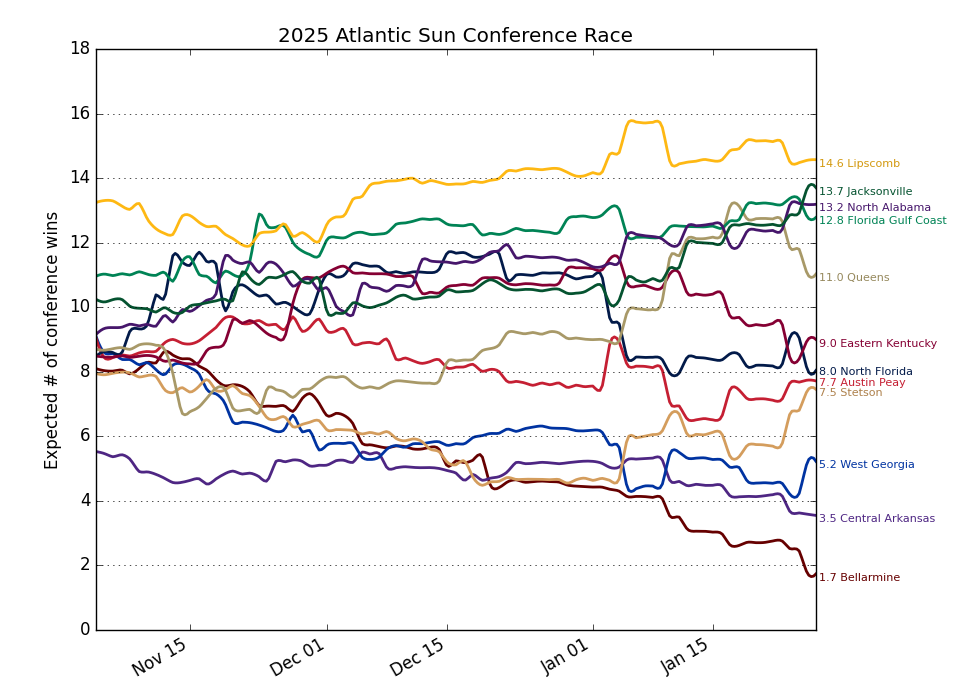 2025 Atlantic Sun Conference Race
Expected # of conference wins
18
16
14
12
10
8
6
4
2
0
Nov 15
Dec 01
Dec 15
Jan 01
Jan 15
14.6 Lipscomb
13.7 Jacksonville
13.2 North Alabama
12.8 Florida Gulf Coast
11.0 Queens
9.0 Eastern Kentucky
8.0 North Florida
7.7 Austin Peay
7.5 Stetson
5.2 West Georgia
3.5 Central Arkansas
1.7 Bellarmine